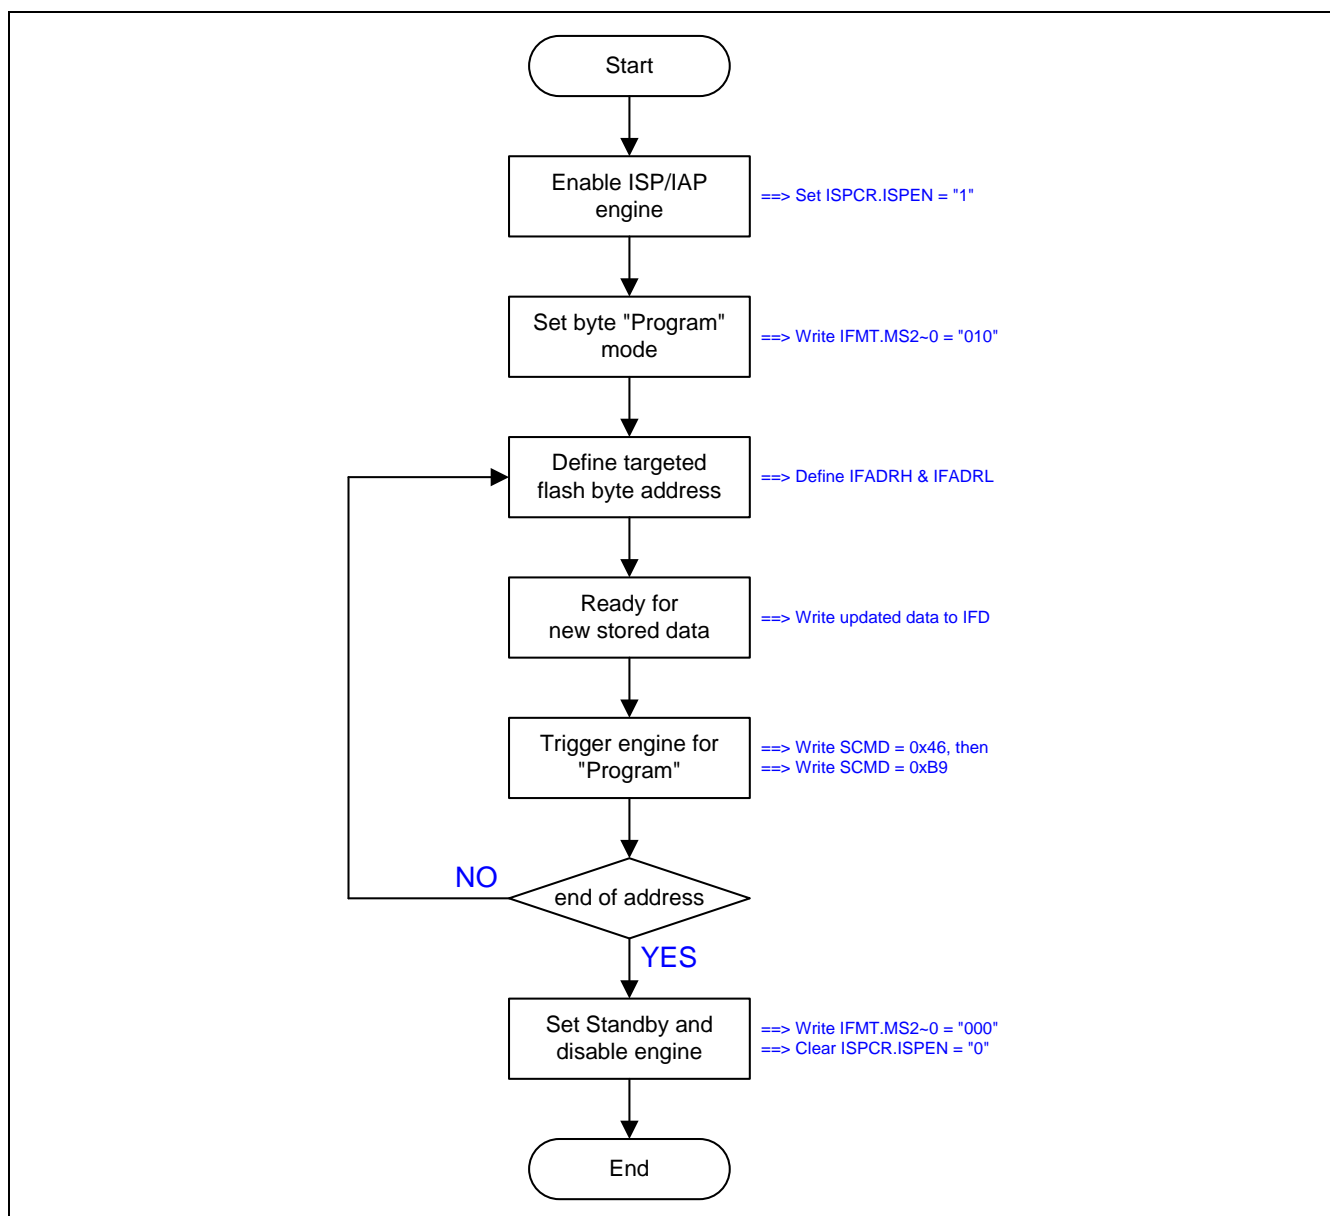 Start
Enable ISP/IAP
engine
==> Set ISPCR.ISPEN = "1"
Set byte "Program"
mode
==> Write IFMT.MS2~0 = "010"
Define targeted
flash byte address
==> Define IFADRH & IFADRL
Ready for
new stored data
==> Write updated data to IFD
Trigger engine for
"Program"
==> Write SCMD = 0x46, then
==> Write SCMD = 0xB9
NO
end of address
YES
Set Standby and
disable engine
==> Write IFMT.MS2~0 = "000"
==> Clear ISPCR.ISPEN = "0"
End